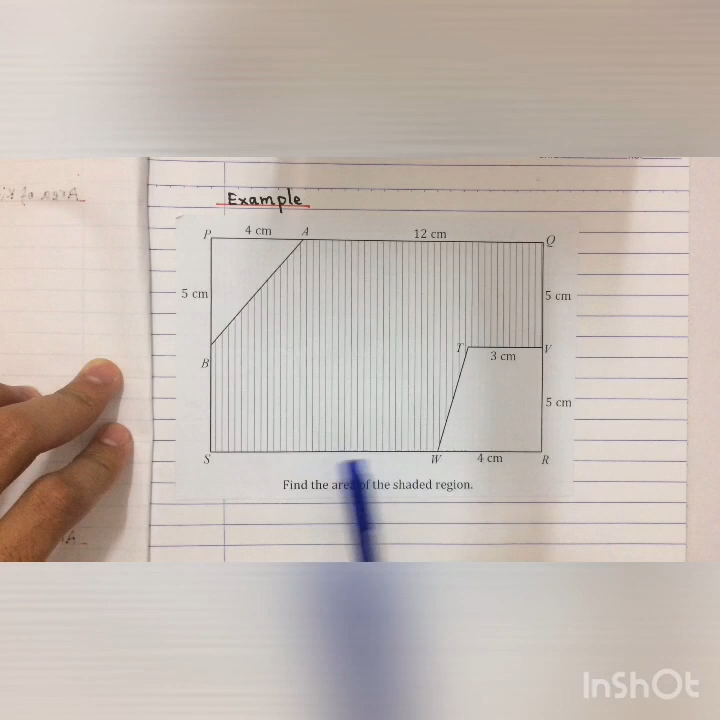 Example
P 4 cm A 12 cm Q
5 cm 5 cm
B T 3 cm V
5 cm
S W 4 cm R
Find the area of the shaded region.
InShOt